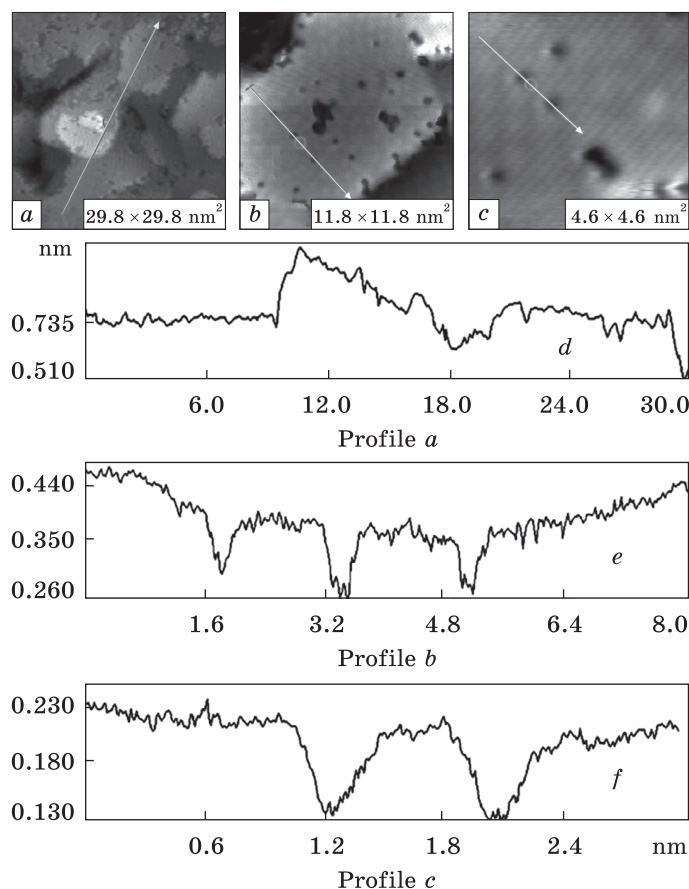 a 29.8 × 29.8 nm²
b 11.8 × 11.8 nm²
c 4.6 × 4.6 nm²
nm
0.735
0.510
d
6.0 12.0 18.0 24.0 30.0
Profile a
0.440
0.350
0.260
e
1.6 3.2 4.8 6.4 8.0
Profile b
0.230
0.180
0.130
f
0.6 1.2 1.8 2.4 nm
Profile c